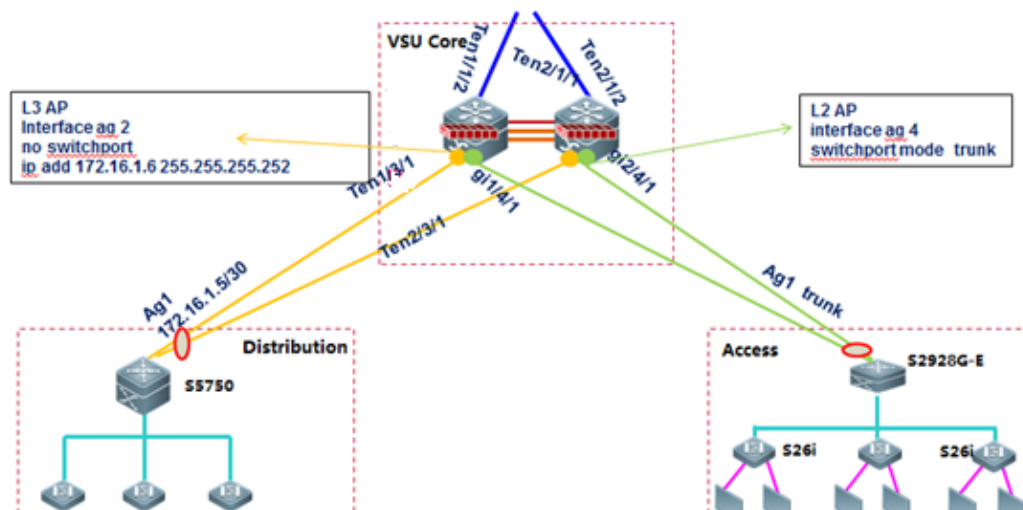 VSU Core
Ten1/1/2
Ten2/1/1
Ten2/1/2
L3 AP
Interface ag 2
no switchport
ip add 172.16.1.6 255.255.255.252
L2 AP
interface ag 4
switchport mode trunk
Ten1/3/1
gi1/4/1
gi2/4/1
Ten2/3/1
Ag1
172.16.1.5/30
Ag1 trunk
Distribution
Access
S5750
S2928G-E
S26i
S26i